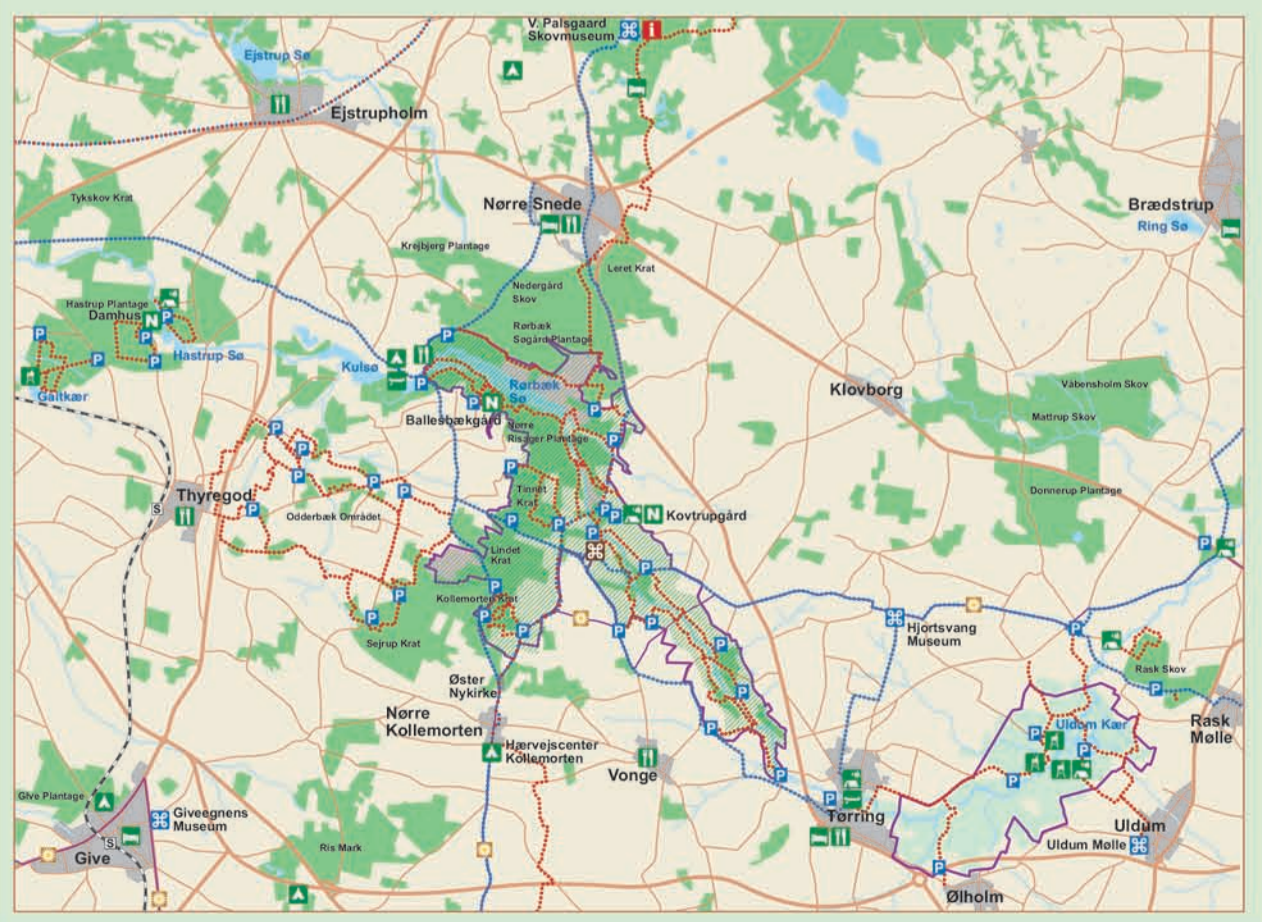 V. Palsgaard
Skovmuseum
i
Ejstrup Sø
Ejstrupholm
Tykskov Krat
Nørre Snede
Brædstrup
Ring Sø
Krejbjerg Plantage
Leret Krat
Nedergård
Skov
Hastrup Plantage
Damhus
N
P
P
P
P
P
Rørbæk
Søgård Plantage
P
Hastrup Sø
Kulsø
P
Galtkær
Rørbæk
Sø
Klovborg
Våbensholm Skov
Mattrup Skov
P
N
P
Ballesbækgård
Nørre
Risager Plantage
P
P
P
P
P
P
P
Tinnet
Krat
Donnerup Plantage
Thyregod
S
P
Odderbæk Området
P
P
P
P
P
N
Kovtrupgård
P
P
Lindet
Krat
P
P
Kollemorten Krat
P
P
P
P
P
P
Hjortsvang
Museum
P
Sejrup Krat
P
Rask Skov
P
Øster
Nykirke
P
Rask
Mølle
Nørre
Kollemorten
P
Uldum Kær
P
P
Hærvejscenter
Kollemorten
Vonge
P
P
Give Plantage
P
Tørring
Giveegnens
Museum
Uldum
S
Give
Ris Mark
Uldum Mølle
P
Ølholm